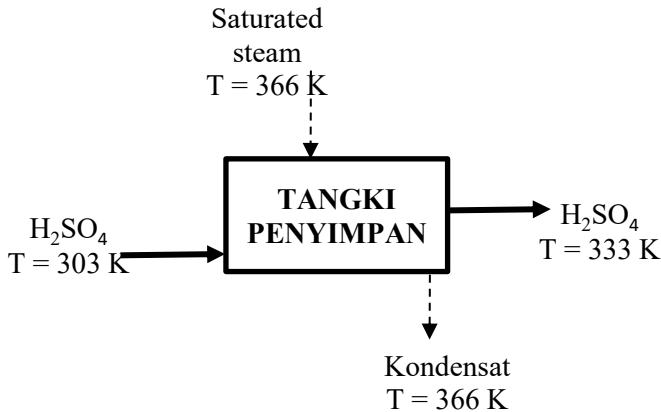 Saturated
steam
T = 366 K
TANGKI
PENYIMPAN
H₂SO₄
T = 303 K
H₂SO₄
T = 333 K
Kondensat
T = 366 K